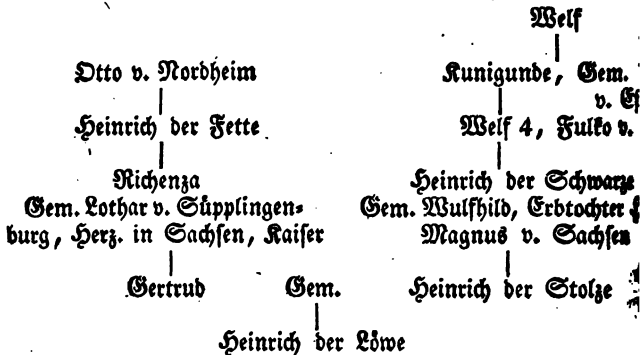 Welf
Otto v. Nordheim Kunigunde, Gem.
v.
Heinrich der Fette Welf 4, Fulko v.
Richenza Heinrich der Schwarze
Gem. Lothar v. Süpplingen= Gem. Wulfhild, Erbtochter
burg, Herz. in Sachsen, Kaiser Magnus v. Sachsen
Gertrud Gem. Heinrich der Stolze
Heinrich der Löwe